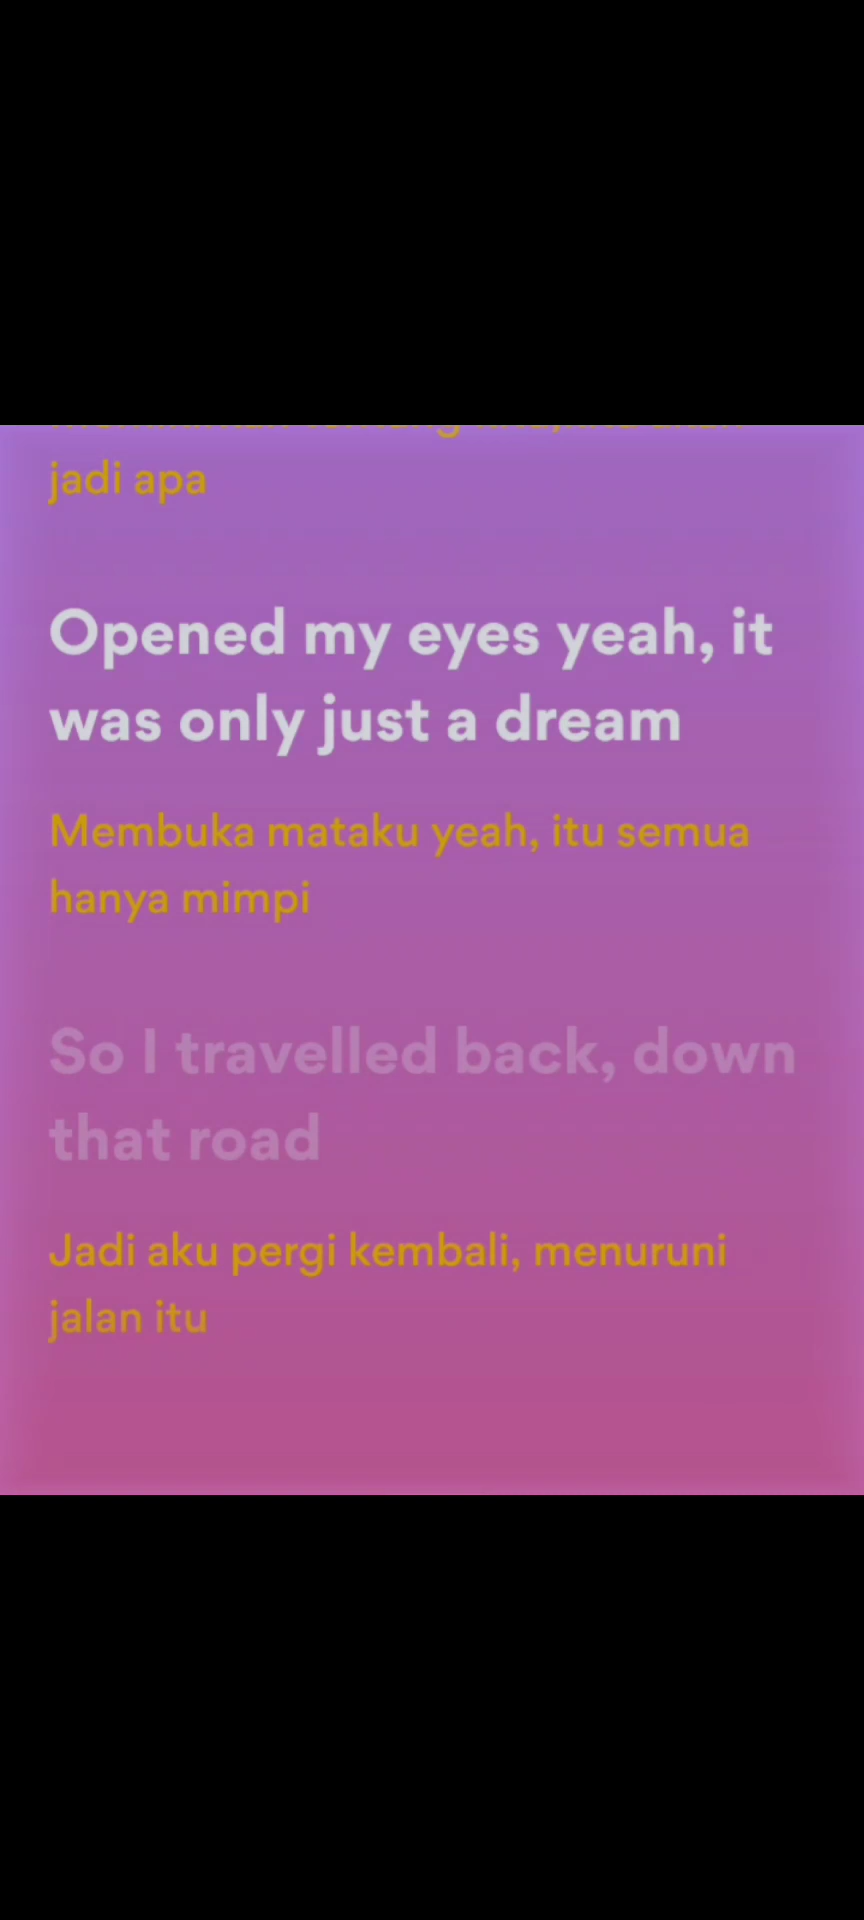 jadi apa
Opened my eyes yeah, it
was only just a dream
Membuka mataku yeah, itu semua
hanya mimpi
So I travelled back, down
that road
Jadi aku pergi kembali, menuruni
jalan itu